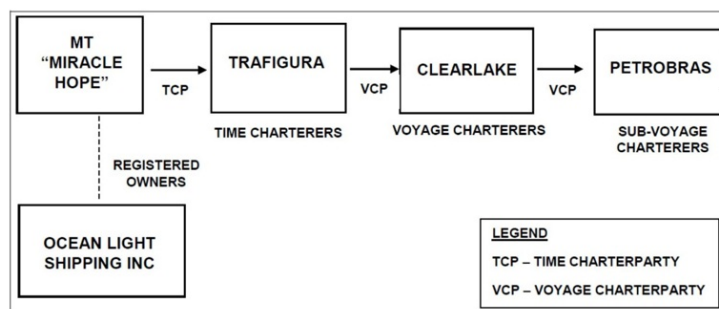 MT
“MIRACLE
HOPE”
TCP
TRAFIGURA
TIME CHARTERERS
VCP
CLEARLAKE
VOYAGE CHARTERERS
VCP
PETROBRAS
SUB-VOYAGE
CHARTERERS
REGISTERED
OWNERS
OCEAN LIGHT
SHIPPING INC
LEGEND
TCP – TIME CHARTERPARTY
VCP – VOYAGE CHARTERPARTY